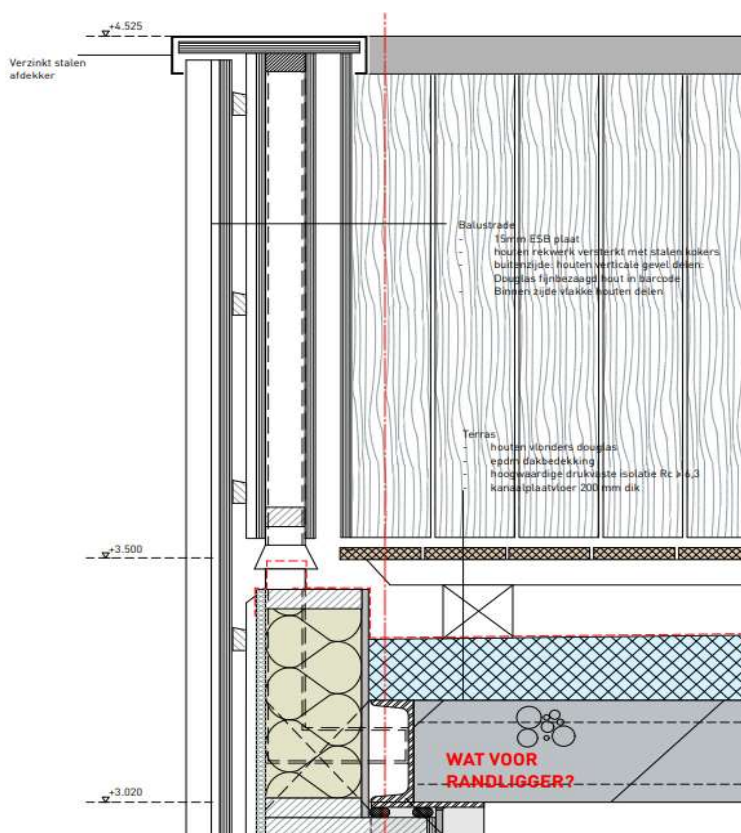 +4.525
Verzinkt stalen
afdekker
Balustrade
- 15mm ESB plaat
- houten rekwerk versterkt met stalen kokers
- buitenzijde: houten verticale gevel delen:
Douglas fijnbezaagd hout in barcode
- Binnen zijde vlakke houten delen
Terras
- houten vlonders douglas
- epdm dakbedekking
- hoogwaardige drukvaste isolatie Rc > 6,3
- kanaalplaatvloer 200 mm dik
+3.500
WAT VOOR
RANDLIGGER?
+3.020